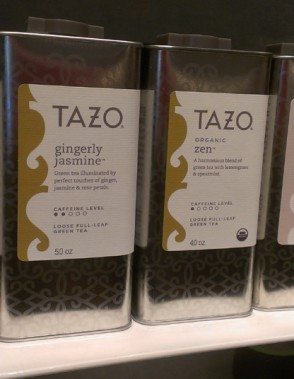 TAZO®
gingerly
jasmine™
Green tea illuminated by
perfect touches of ginger,
jasmine & rose petals.
CAFFEINE LEVEL
LOOSE FULL-LEAF
GREEN TEA
50 oz
TAZO®
ORGANIC
zen™
A harmonious blend of
green tea with lemongrass
& spearmint.
CAFFEINE LEVEL
LOOSE FULL-LEAF
GREEN TEA
40 oz